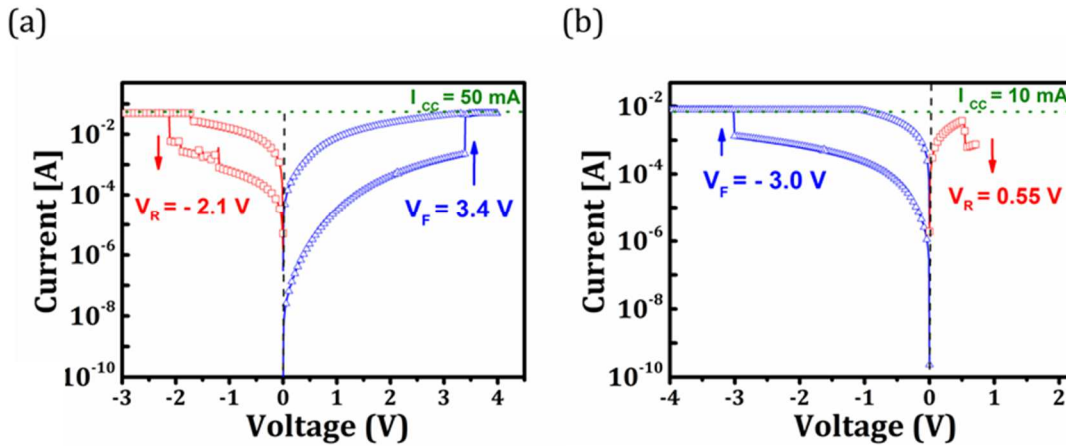 (a)
I_CC = 50 mA
V_R = - 2.1 V
V_F = 3.4 V
Current [A]
10^-2
10^-4
10^-6
10^-8
10^-10
-3 -2 -1 0 1 2 3 4
Voltage (V)
(b)
I_CC = 10 mA
V_F = - 3.0 V
V_R = 0.55 V
Current [A]
10^-2
10^-4
10^-6
10^-8
10^-10
-4 -3 -2 -1 0 1 2
Voltage (V)